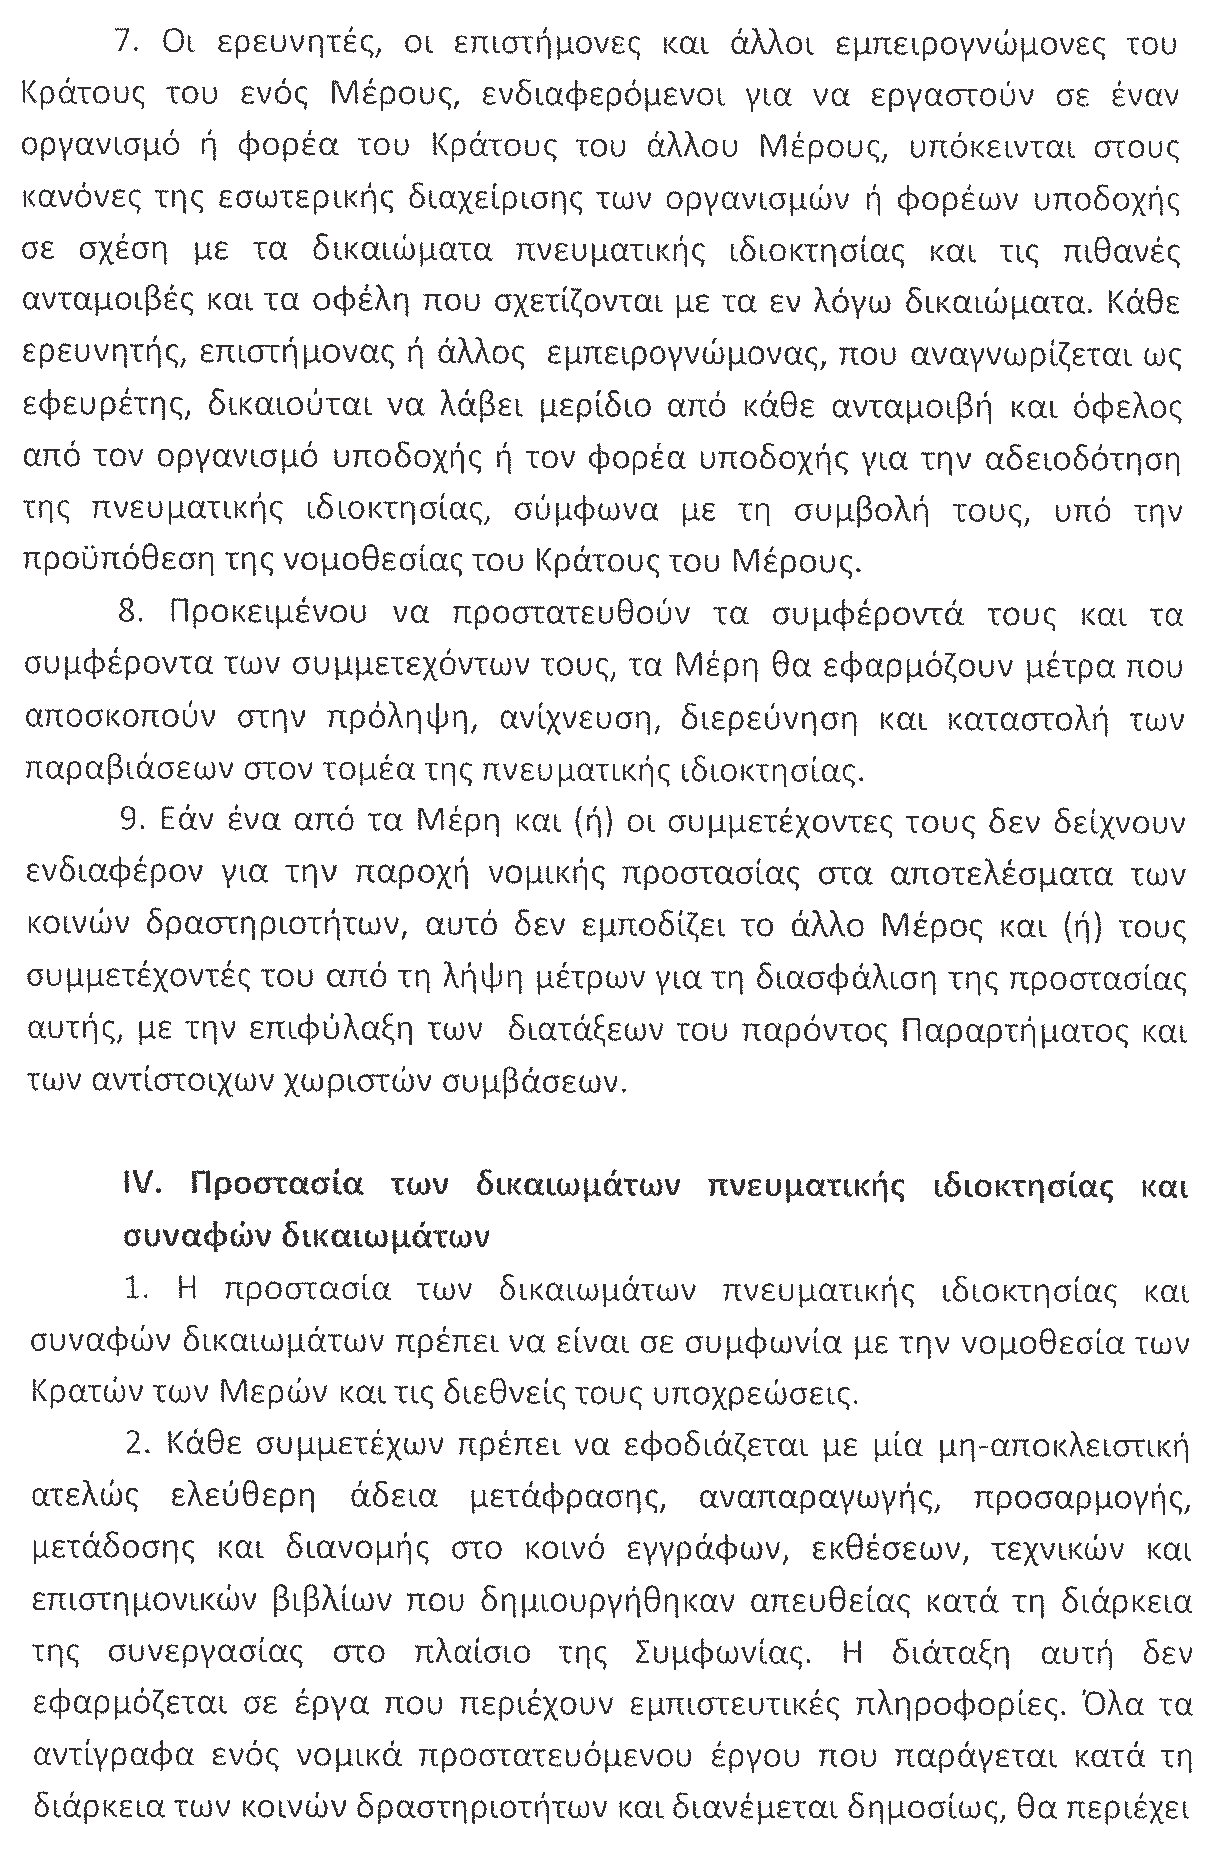 7. Οι ερευνητές, οι επιστήμονες και άλλοι εμπειρογνώμονες του
Κράτους του ενός Μέρους, ενδιαφερόμενοι για να εργαστούν σε έναν
οργανισμό ή φορέα του Κράτους του άλλου Μέρους, υπόκεινται στους
κανόνες της εσωτερικής διαχείρισης των οργανισμών ή φορέων υποδοχής
σε σχέση με τα δικαιώματα πνευματικής ιδιοκτησίας και τις πιθανές
ανταμοιβές και τα οφέλη που σχετίζονται με τα εν λόγω δικαιώματα. Κάθε
ερευνητής, επιστήμονας ή άλλος εμπειρογνώμονας, που αναγνωρίζεται ως
εφευρέτης, δικαιούται να λάβει μερίδιο από κάθε ανταμοιβή και όφελος
από τον οργανισμό υποδοχής ή τον φορέα υποδοχής για την αδειοδότηση
της πνευματικής ιδιοκτησίας, σύμφωνα με τη συμβολή τους, υπό την
προϋπόθεση της νομοθεσίας του Κράτους του Μέρους.
8. Προκειμένου να προστατευθούν τα συμφέροντά τους και τα
συμφέροντα των συμμετεχόντων τους, τα Μέρη θα εφαρμόζουν μέτρα που
αποσκοπούν στην πρόληψη, ανίχνευση, διερεύνηση και καταστολή των
παραβιάσεων στον τομέα της πνευματικής ιδιοκτησίας.
9. Εάν ένα από τα Μέρη και (ή) οι συμμετέχοντες τους δεν δείχνουν
ενδιαφέρον για την παροχή νομικής προστασίας στα αποτελέσματα των
κοινών δραστηριοτήτων, αυτό δεν εμποδίζει το άλλο Μέρος και (ή) τους
συμμετέχοντές του από τη λήψη μέτρων για τη διασφάλιση της προστασίας
αυτής, με την επιφύλαξη των διατάξεων του παρόντος Παραρτήματος και
των αντίστοιχων χωριστών συμβάσεων.
IV. Προστασία των δικαιωμάτων πνευματικής ιδιοκτησίας και
συναφών δικαιωμάτων
1. Η προστασία των δικαιωμάτων πνευματικής ιδιοκτησίας και
συναφών δικαιωμάτων πρέπει να είναι σε συμφωνία με την νομοθεσία των
Κρατών των Μερών και τις διεθνείς τους υποχρεώσεις.
2. Κάθε συμμετέχων πρέπει να εφοδιάζεται με μία μη-αποκλειστική
ατελώς ελεύθερη άδεια μετάφρασης, αναπαραγωγής, προσαρμογής,
μετάδοσης και διανομής στο κοινό εγγράφων, εκθέσεων, τεχνικών και
επιστημονικών βιβλίων που δημιουργήθηκαν απευθείας κατά τη διάρκεια
της συνεργασίας στο πλαίσιο της Συμφωνίας. Η διάταξη αυτή δεν
εφαρμόζεται σε έργα που περιέχουν εμπιστευτικές πληροφορίες. Όλα τα
αντίγραφα ενός νομικά προστατευόμενου έργου που παράγεται κατά τη
διάρκεια των κοινών δραστηριοτήτων και διανέμεται δημοσίως, θα περιέχει